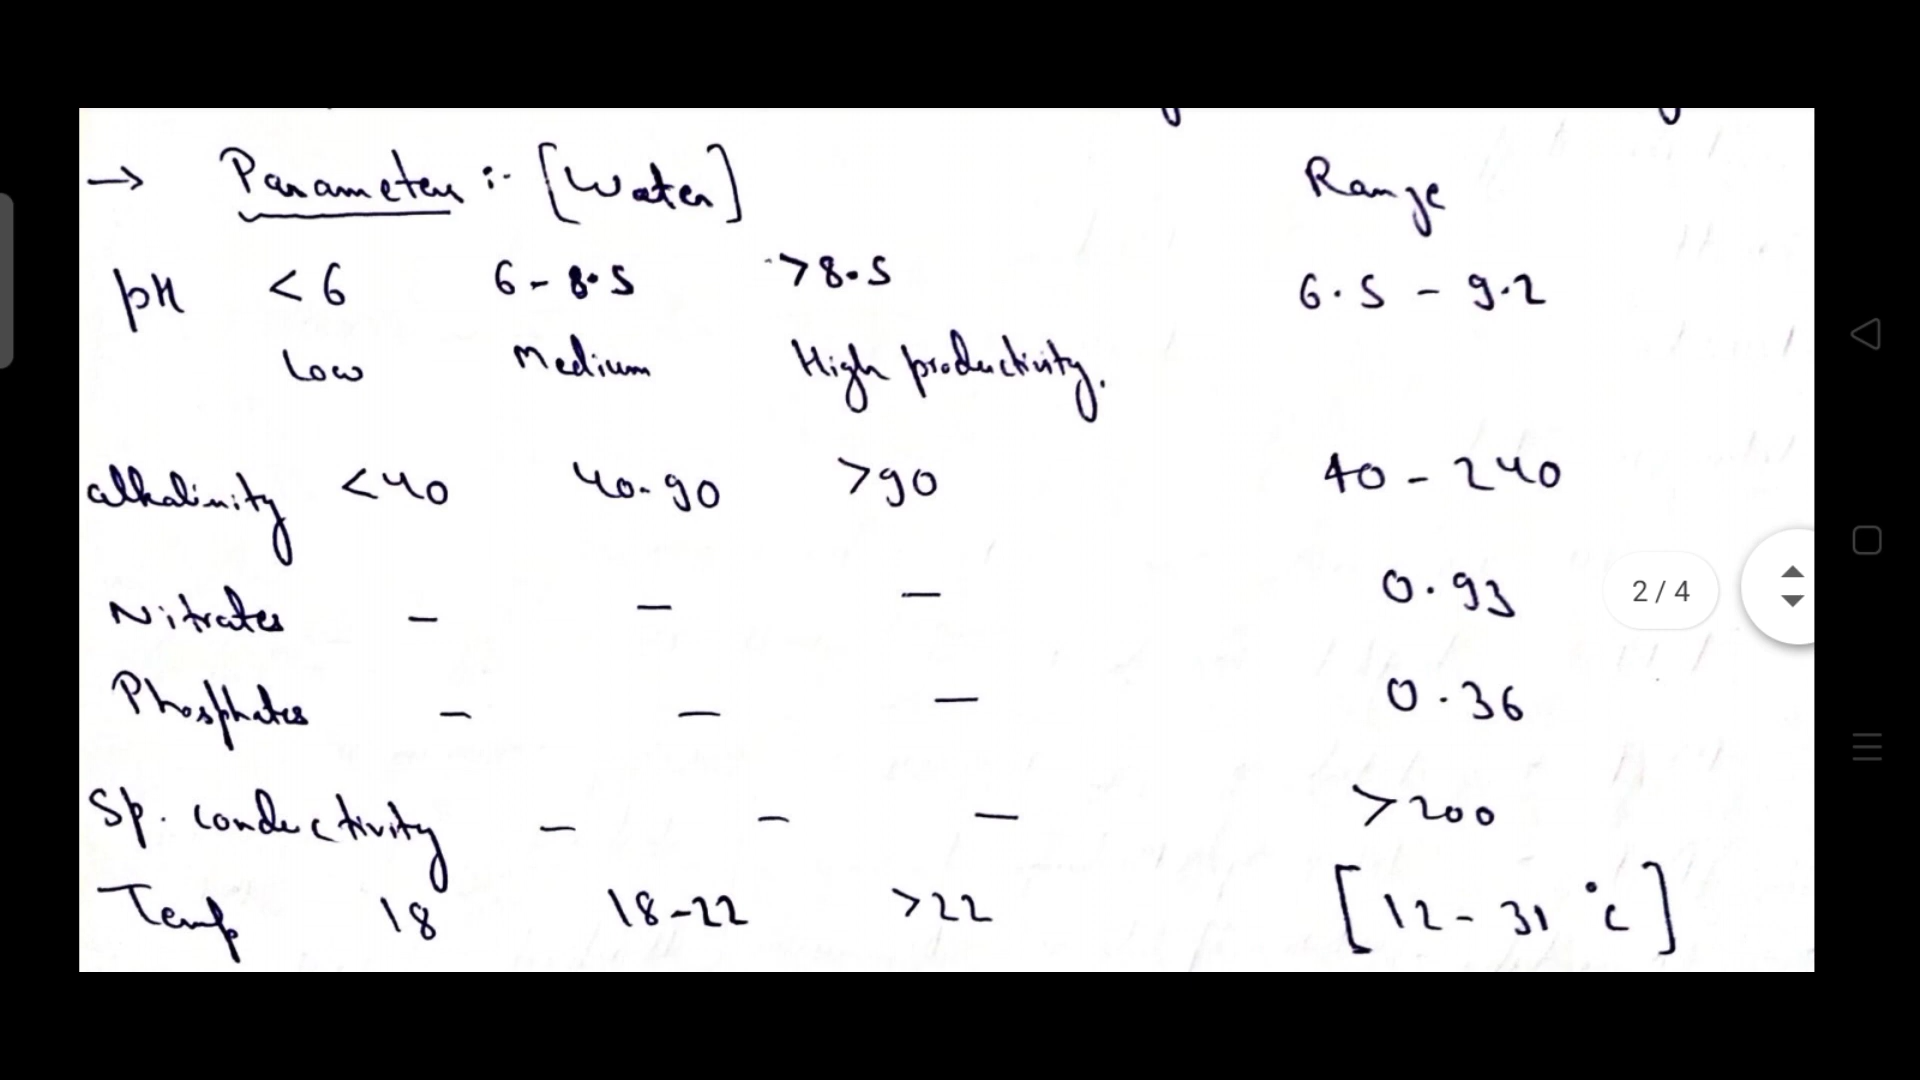 → Parameters :- [Water] Range
pH < 6 6 - 8.5 >8.5 6.5 - 9.2
Low Medium High productivity.
alkalinity <40 40-90 >90 40 - 240
Nitrates - - - 0.93
2/4
Phosphates - - - 0.36
Sp. conductivity - - - >200
Temp 18 18-22 >22 [12 - 31 °c]